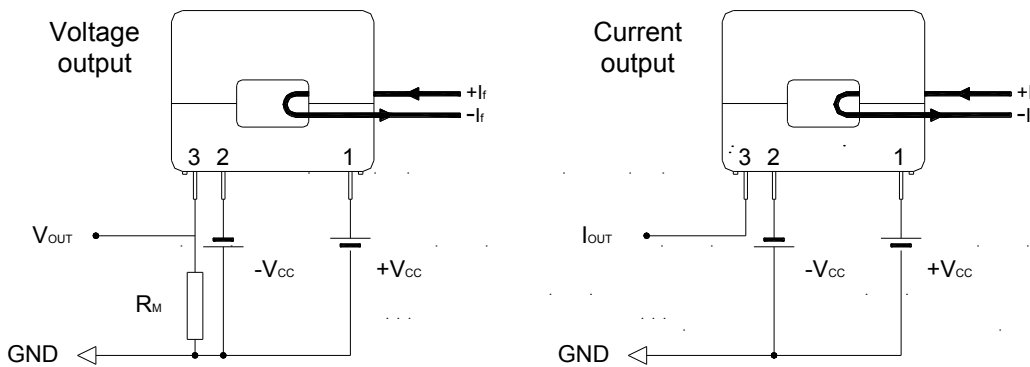 Voltage
output
+If
-If
3 2 1
VOUT
-VCC
+VCC
RM
GND
Current
output
+I
-I
3 2 1
IOUT
-VCC
+VCC
GND